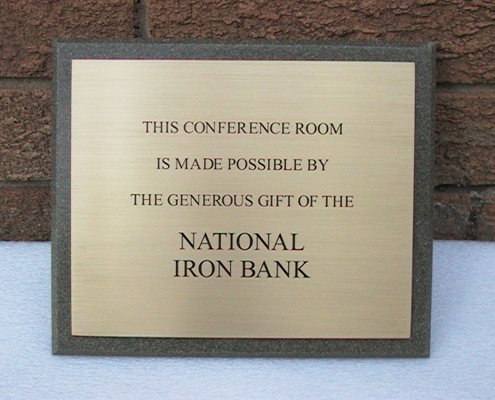 THIS CONFERENCE ROOM
IS MADE POSSIBLE BY
THE GENEROUS GIFT OF THE
NATIONAL
IRON BANK